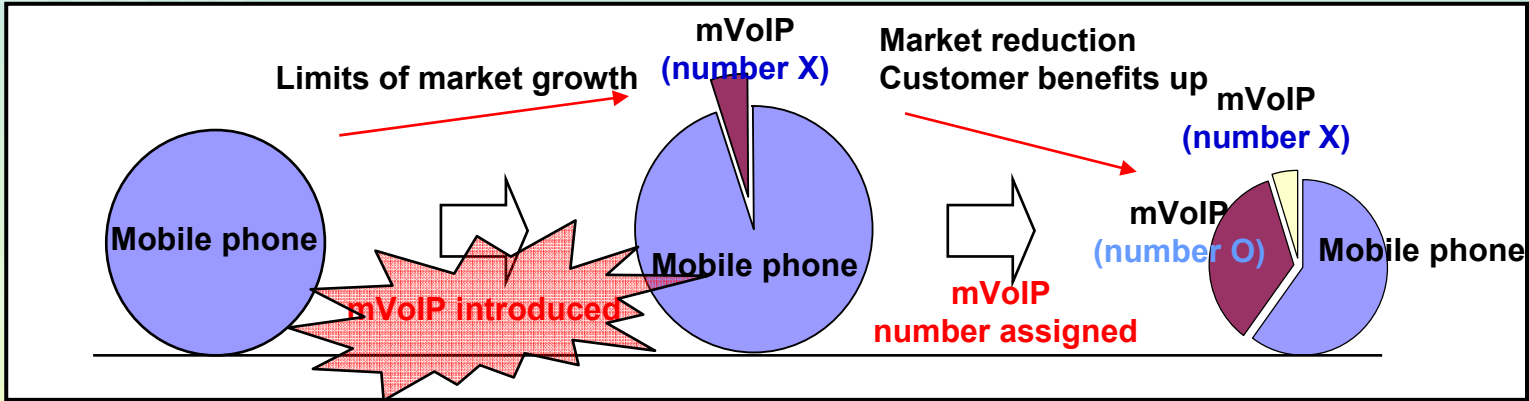 Limits of market growth
mVoIP
(number X)
Market reduction
Customer benefits up
mVoIP
(number X)
Mobile phone
mVoIP introduced
Mobile phone
mVoIP
number assigned
mVoIP
(number O)
Mobile phone